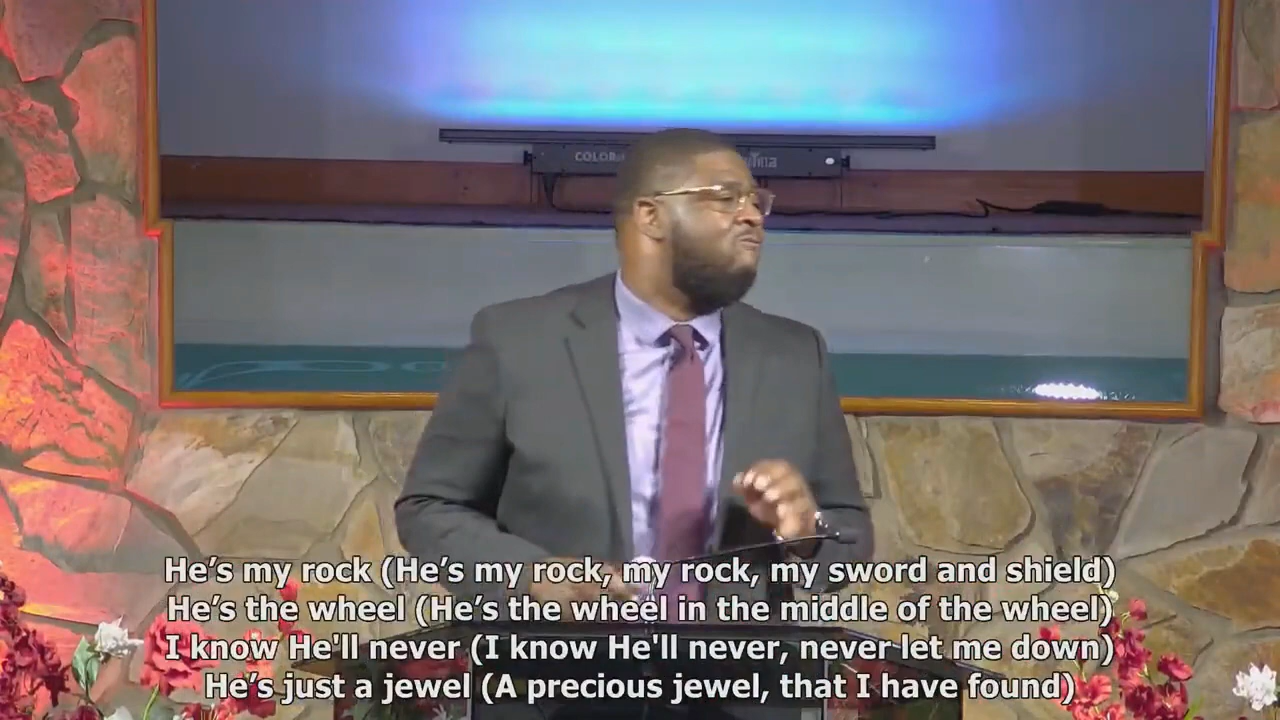 COLOR
He's my rock (He's my rock, my rock, my sword and shield)
He's the wheel (He's the wheel in the middle of the wheel)
I know He'll never (I know He'll never, never let me down)
He's just a jewel (A precious jewel, that I have found)